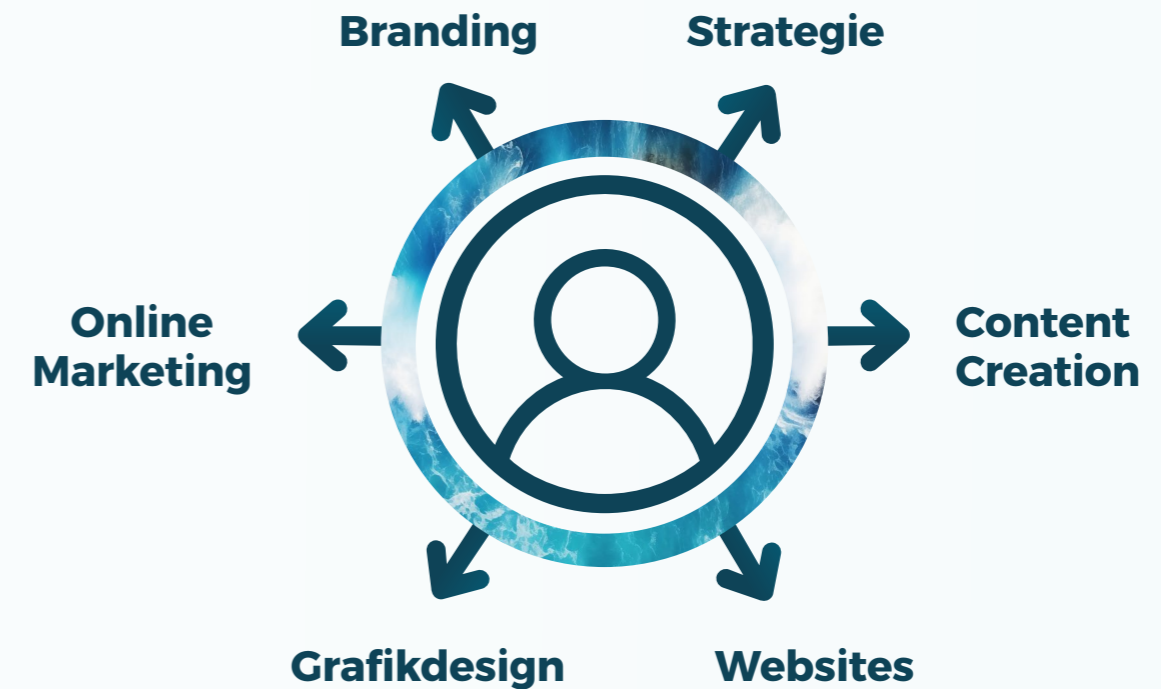 Branding
Strategie
Online
Marketing
Content
Creation
Grafikdesign
Websites